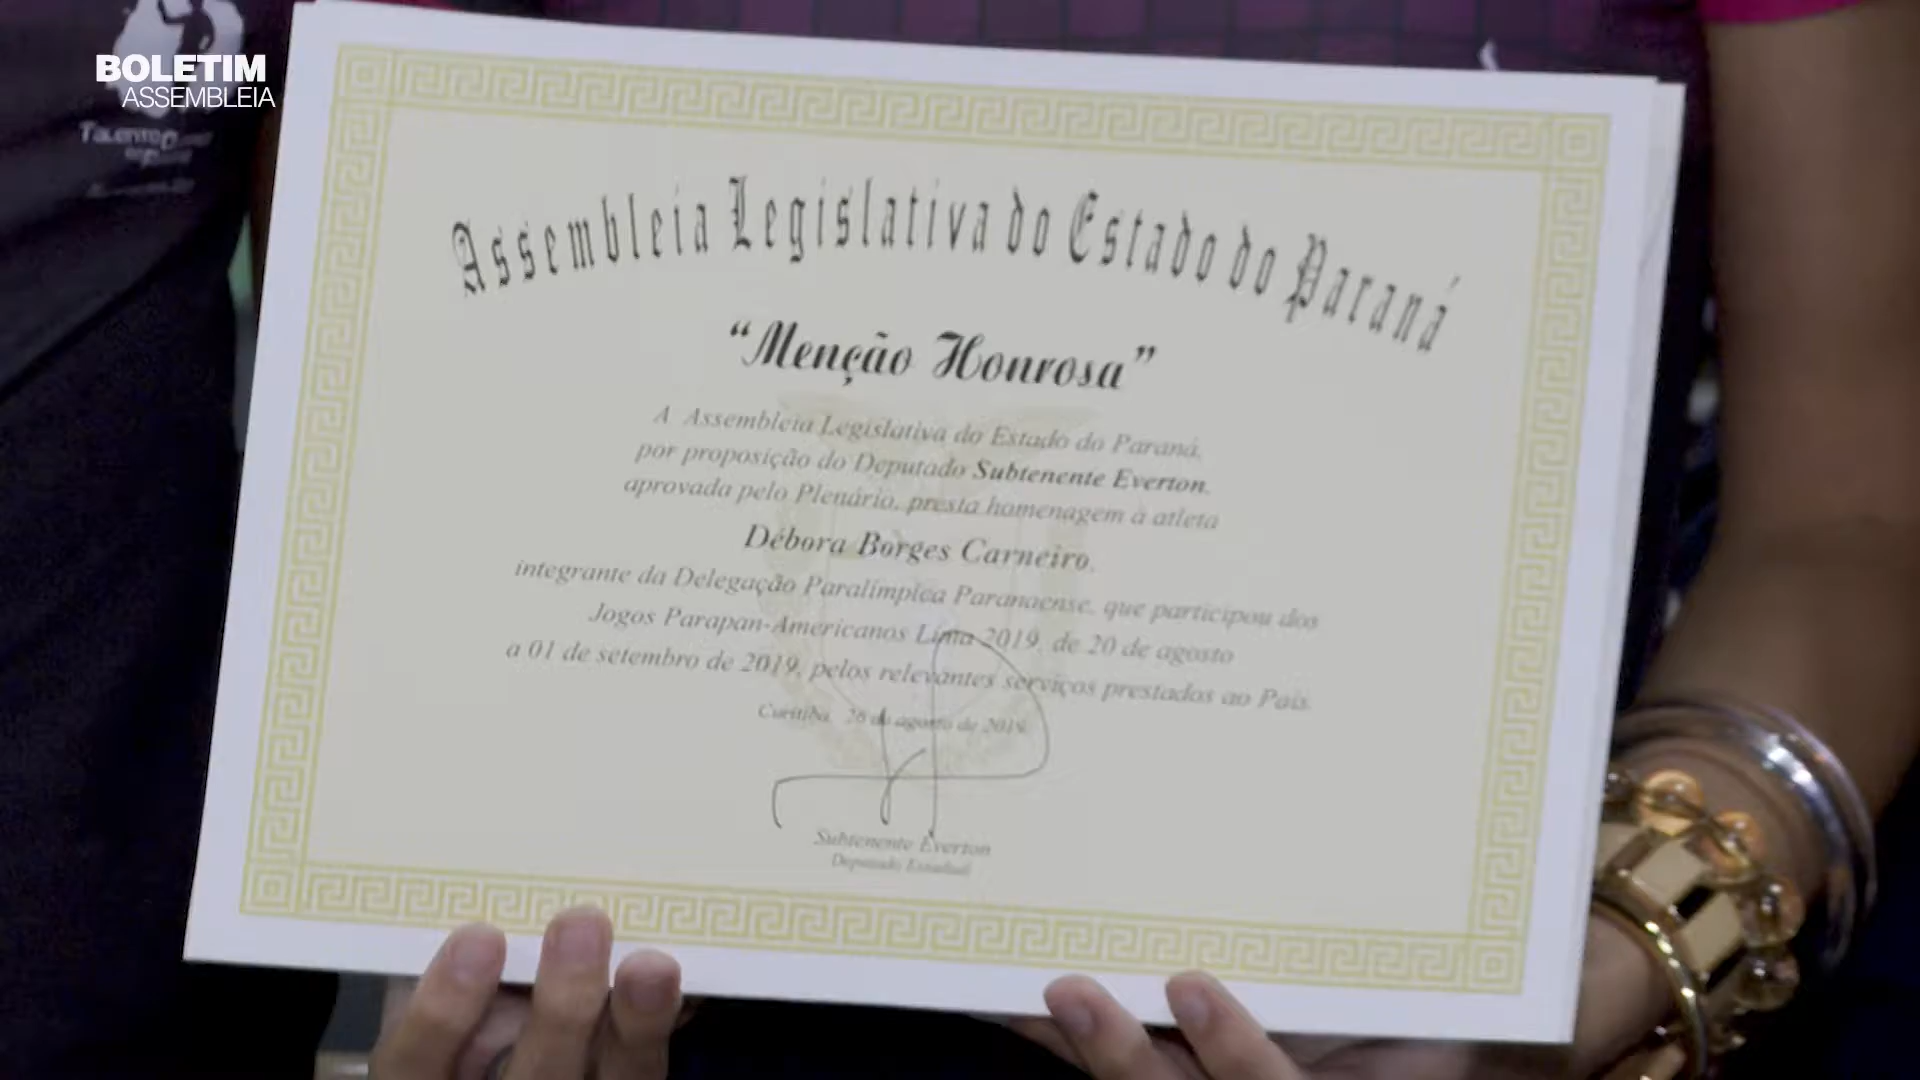 BOLETIM
ASSEMBLEIA
Assembleia Legislativa do Estado do Paraná
“Menção Honrosa”
A Assembleia Legislativa do Estado do Paraná,
por proposição do Deputado Subtenente Everton,
aprovada pelo Plenário, presta homenagem à atleta
Débora Borges Carneiro,
integrante da Delegação Paralímpica Paranaense, que participou dos
Jogos Parapan-Americanos Lima 2019, de 20 de agosto
a 01 de setembro de 2019, pelos relevantes serviços prestados ao País.
Curitiba, de agosto de 2019
Subtenente Everton
Deputado Estadual